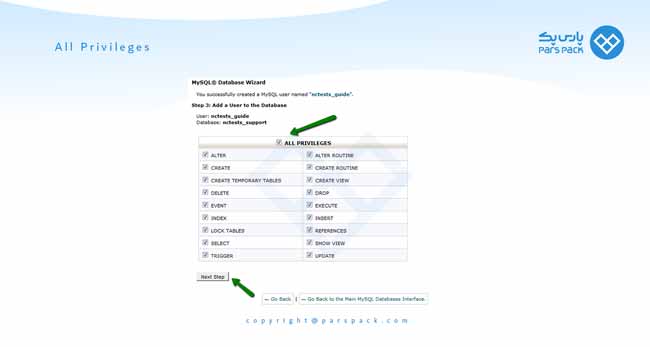 All Privileges
پارس پک
PARS PACK
MySQL® Database Wizard
You successfully created a MySQL user named "nctests_guide".
Step 3: Add a User to the Database
User: nctests_guide
Database: nctests_support
ALL PRIVILEGES
ALTER ALTER ROUTINE
CREATE CREATE ROUTINE
CREATE TEMPORARY TABLES CREATE VIEW
DELETE DROP
EVENT EXECUTE
INDEX INSERT
LOCK TABLES REFERENCES
SELECT SHOW VIEW
TRIGGER UPDATE
Next Step
Go Back | Go Back to the Main MySQL Databases Interface.
copyright@parspack.com